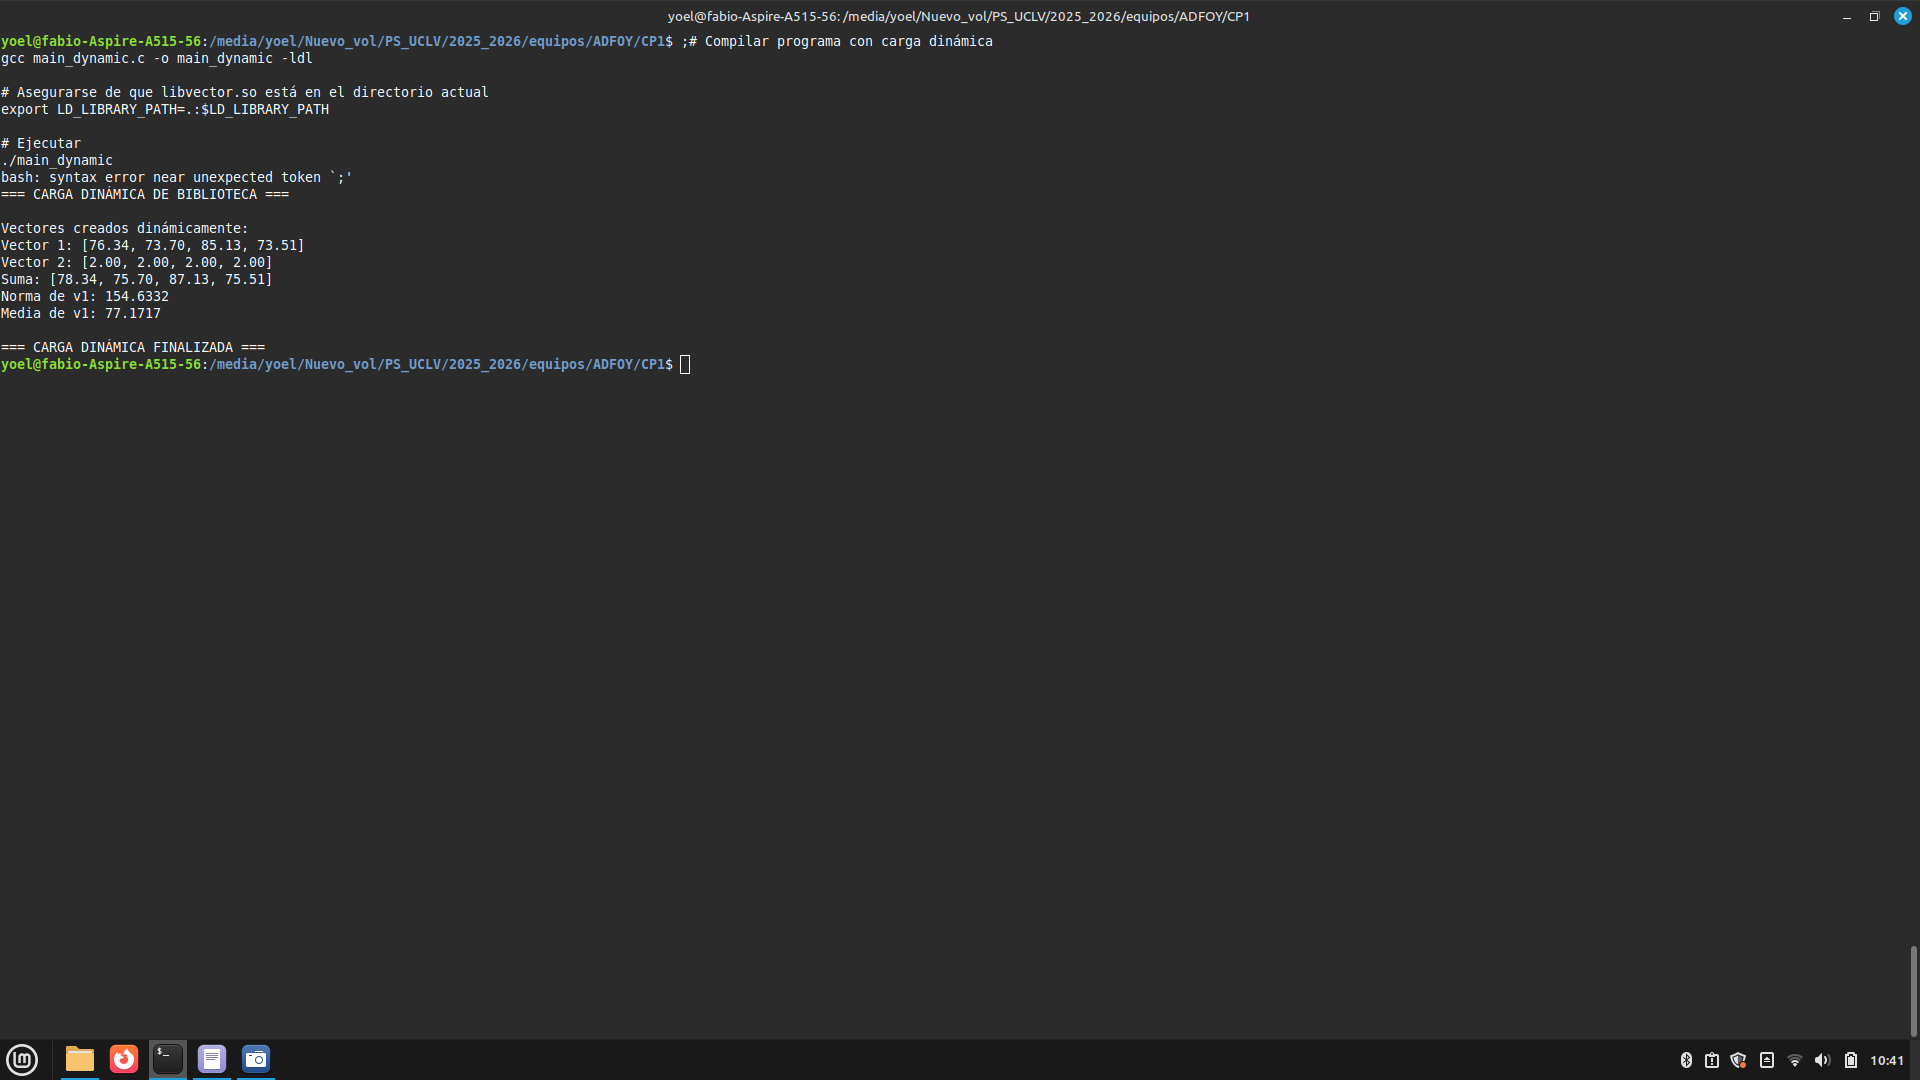 yoel@fabio-Aspire-A515-56: /media/yoel/Nuevo_vol/PS_UCLV/2025_2026/equipos/ADFOY/CP1
yoel@fabio-Aspire-A515-56:/media/yoel/Nuevo_vol/PS_UCLV/2025_2026/equipos/ADFOY/CP1$ ;# Compilar programa con carga dinámica
gcc main_dynamic.c -o main_dynamic -ldl
# Asegurarse de que libvector.so está en el directorio actual
export LD_LIBRARY_PATH=.:$LD_LIBRARY_PATH
# Ejecutar
./main_dynamic
bash: syntax error near unexpected token `;'
=== CARGA DINÁMICA DE BIBLIOTECA ===
Vectores creados dinámicamente:
Vector 1: [76.34, 73.70, 85.13, 73.51]
Vector 2: [2.00, 2.00, 2.00, 2.00]
Suma: [78.34, 75.70, 87.13, 75.51]
Norma de v1: 154.6332
Media de v1: 77.1717
=== CARGA DINÁMICA FINALIZADA ===
yoel@fabio-Aspire-A515-56:/media/yoel/Nuevo_vol/PS_UCLV/2025_2026/equipos/ADFOY/CP1$
10:41